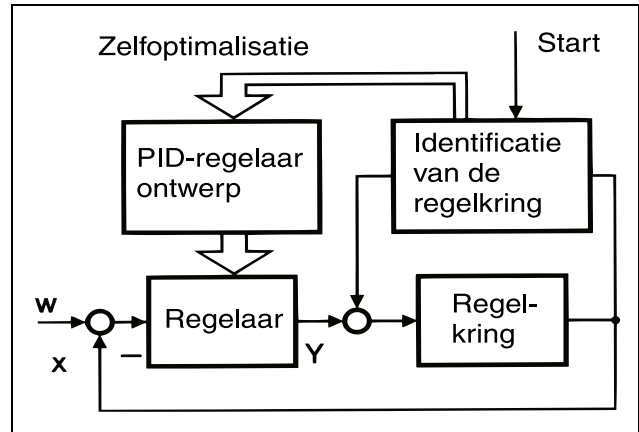 Zelfoptimalisatie
Start
PID-regelaar
ontwerp
Identificatie
van de
regelkring
w
x
−
Regelaar
Y
Regel-
kring